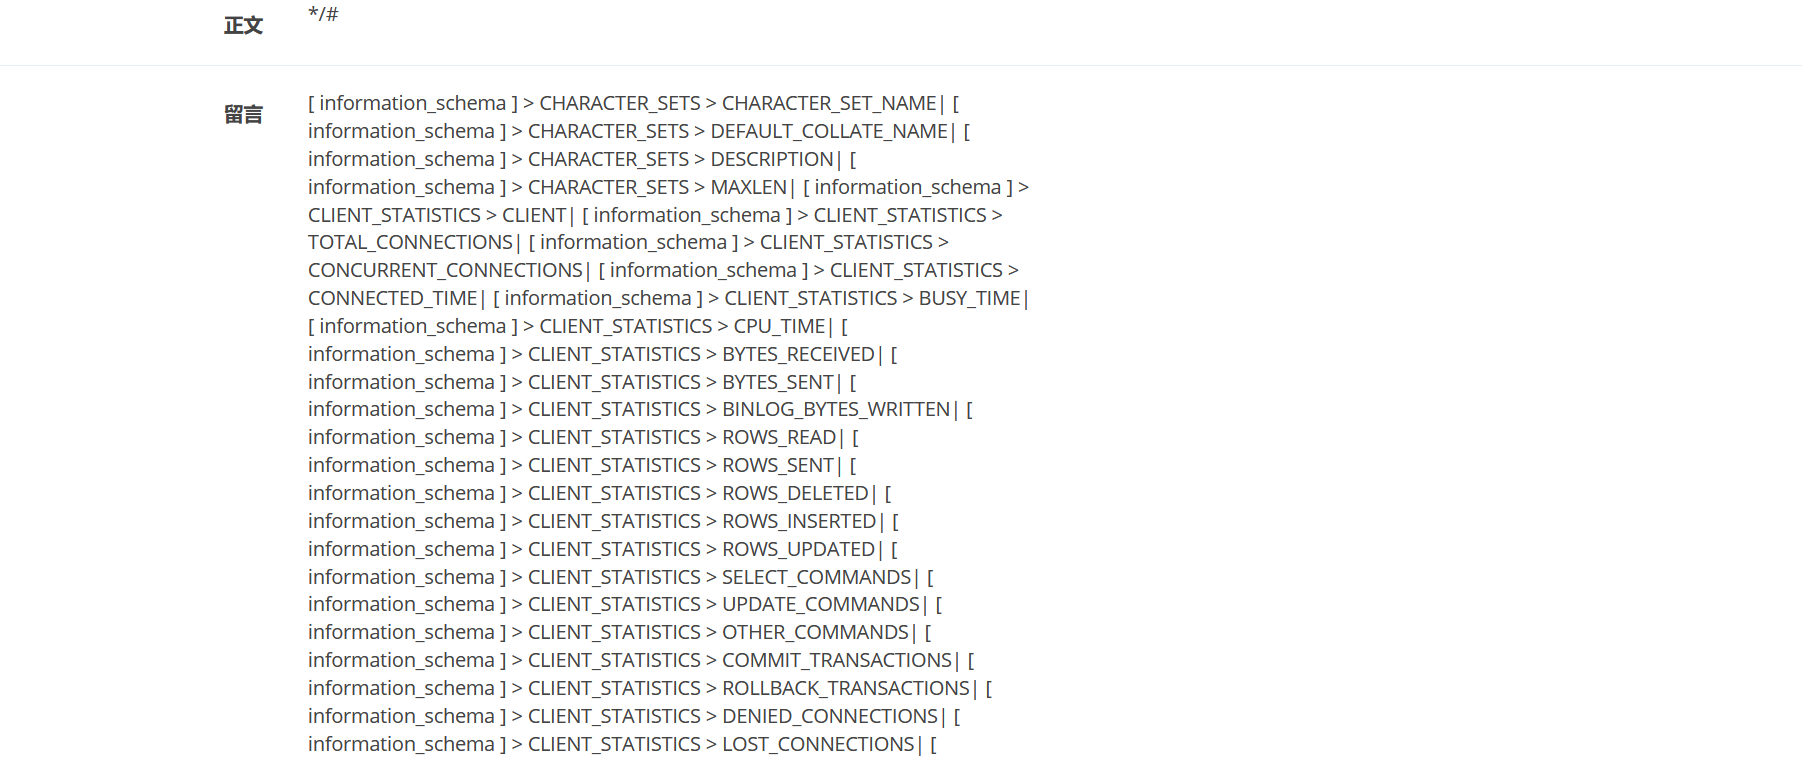 正文
*/#
留言
[ information_schema ] > CHARACTER_SETS > CHARACTER_SET_NAME| [
information_schema ] > CHARACTER_SETS > DEFAULT_COLLATE_NAME| [
information_schema ] > CHARACTER_SETS > DESCRIPTION| [
information_schema ] > CHARACTER_SETS > MAXLEN| [ information_schema ] >
CLIENT_STATISTICS > CLIENT| [ information_schema ] > CLIENT_STATISTICS >
TOTAL_CONNECTIONS| [ information_schema ] > CLIENT_STATISTICS >
CONCURRENT_CONNECTIONS| [ information_schema ] > CLIENT_STATISTICS >
CONNECTED_TIME| [ information_schema ] > CLIENT_STATISTICS > BUSY_TIME|
[ information_schema ] > CLIENT_STATISTICS > CPU_TIME| [
information_schema ] > CLIENT_STATISTICS > BYTES_RECEIVED| [
information_schema ] > CLIENT_STATISTICS > BYTES_SENT| [
information_schema ] > CLIENT_STATISTICS > BINLOG_BYTES_WRITTEN| [
information_schema ] > CLIENT_STATISTICS > ROWS_READ| [
information_schema ] > CLIENT_STATISTICS > ROWS_SENT| [
information_schema ] > CLIENT_STATISTICS > ROWS_DELETED| [
information_schema ] > CLIENT_STATISTICS > ROWS_INSERTED| [
information_schema ] > CLIENT_STATISTICS > ROWS_UPDATED| [
information_schema ] > CLIENT_STATISTICS > SELECT_COMMANDS| [
information_schema ] > CLIENT_STATISTICS > UPDATE_COMMANDS| [
information_schema ] > CLIENT_STATISTICS > OTHER_COMMANDS| [
information_schema ] > CLIENT_STATISTICS > COMMIT_TRANSACTIONS| [
information_schema ] > CLIENT_STATISTICS > ROLLBACK_TRANSACTIONS| [
information_schema ] > CLIENT_STATISTICS > DENIED_CONNECTIONS| [
information_schema ] > CLIENT_STATISTICS > LOST_CONNECTIONS| [